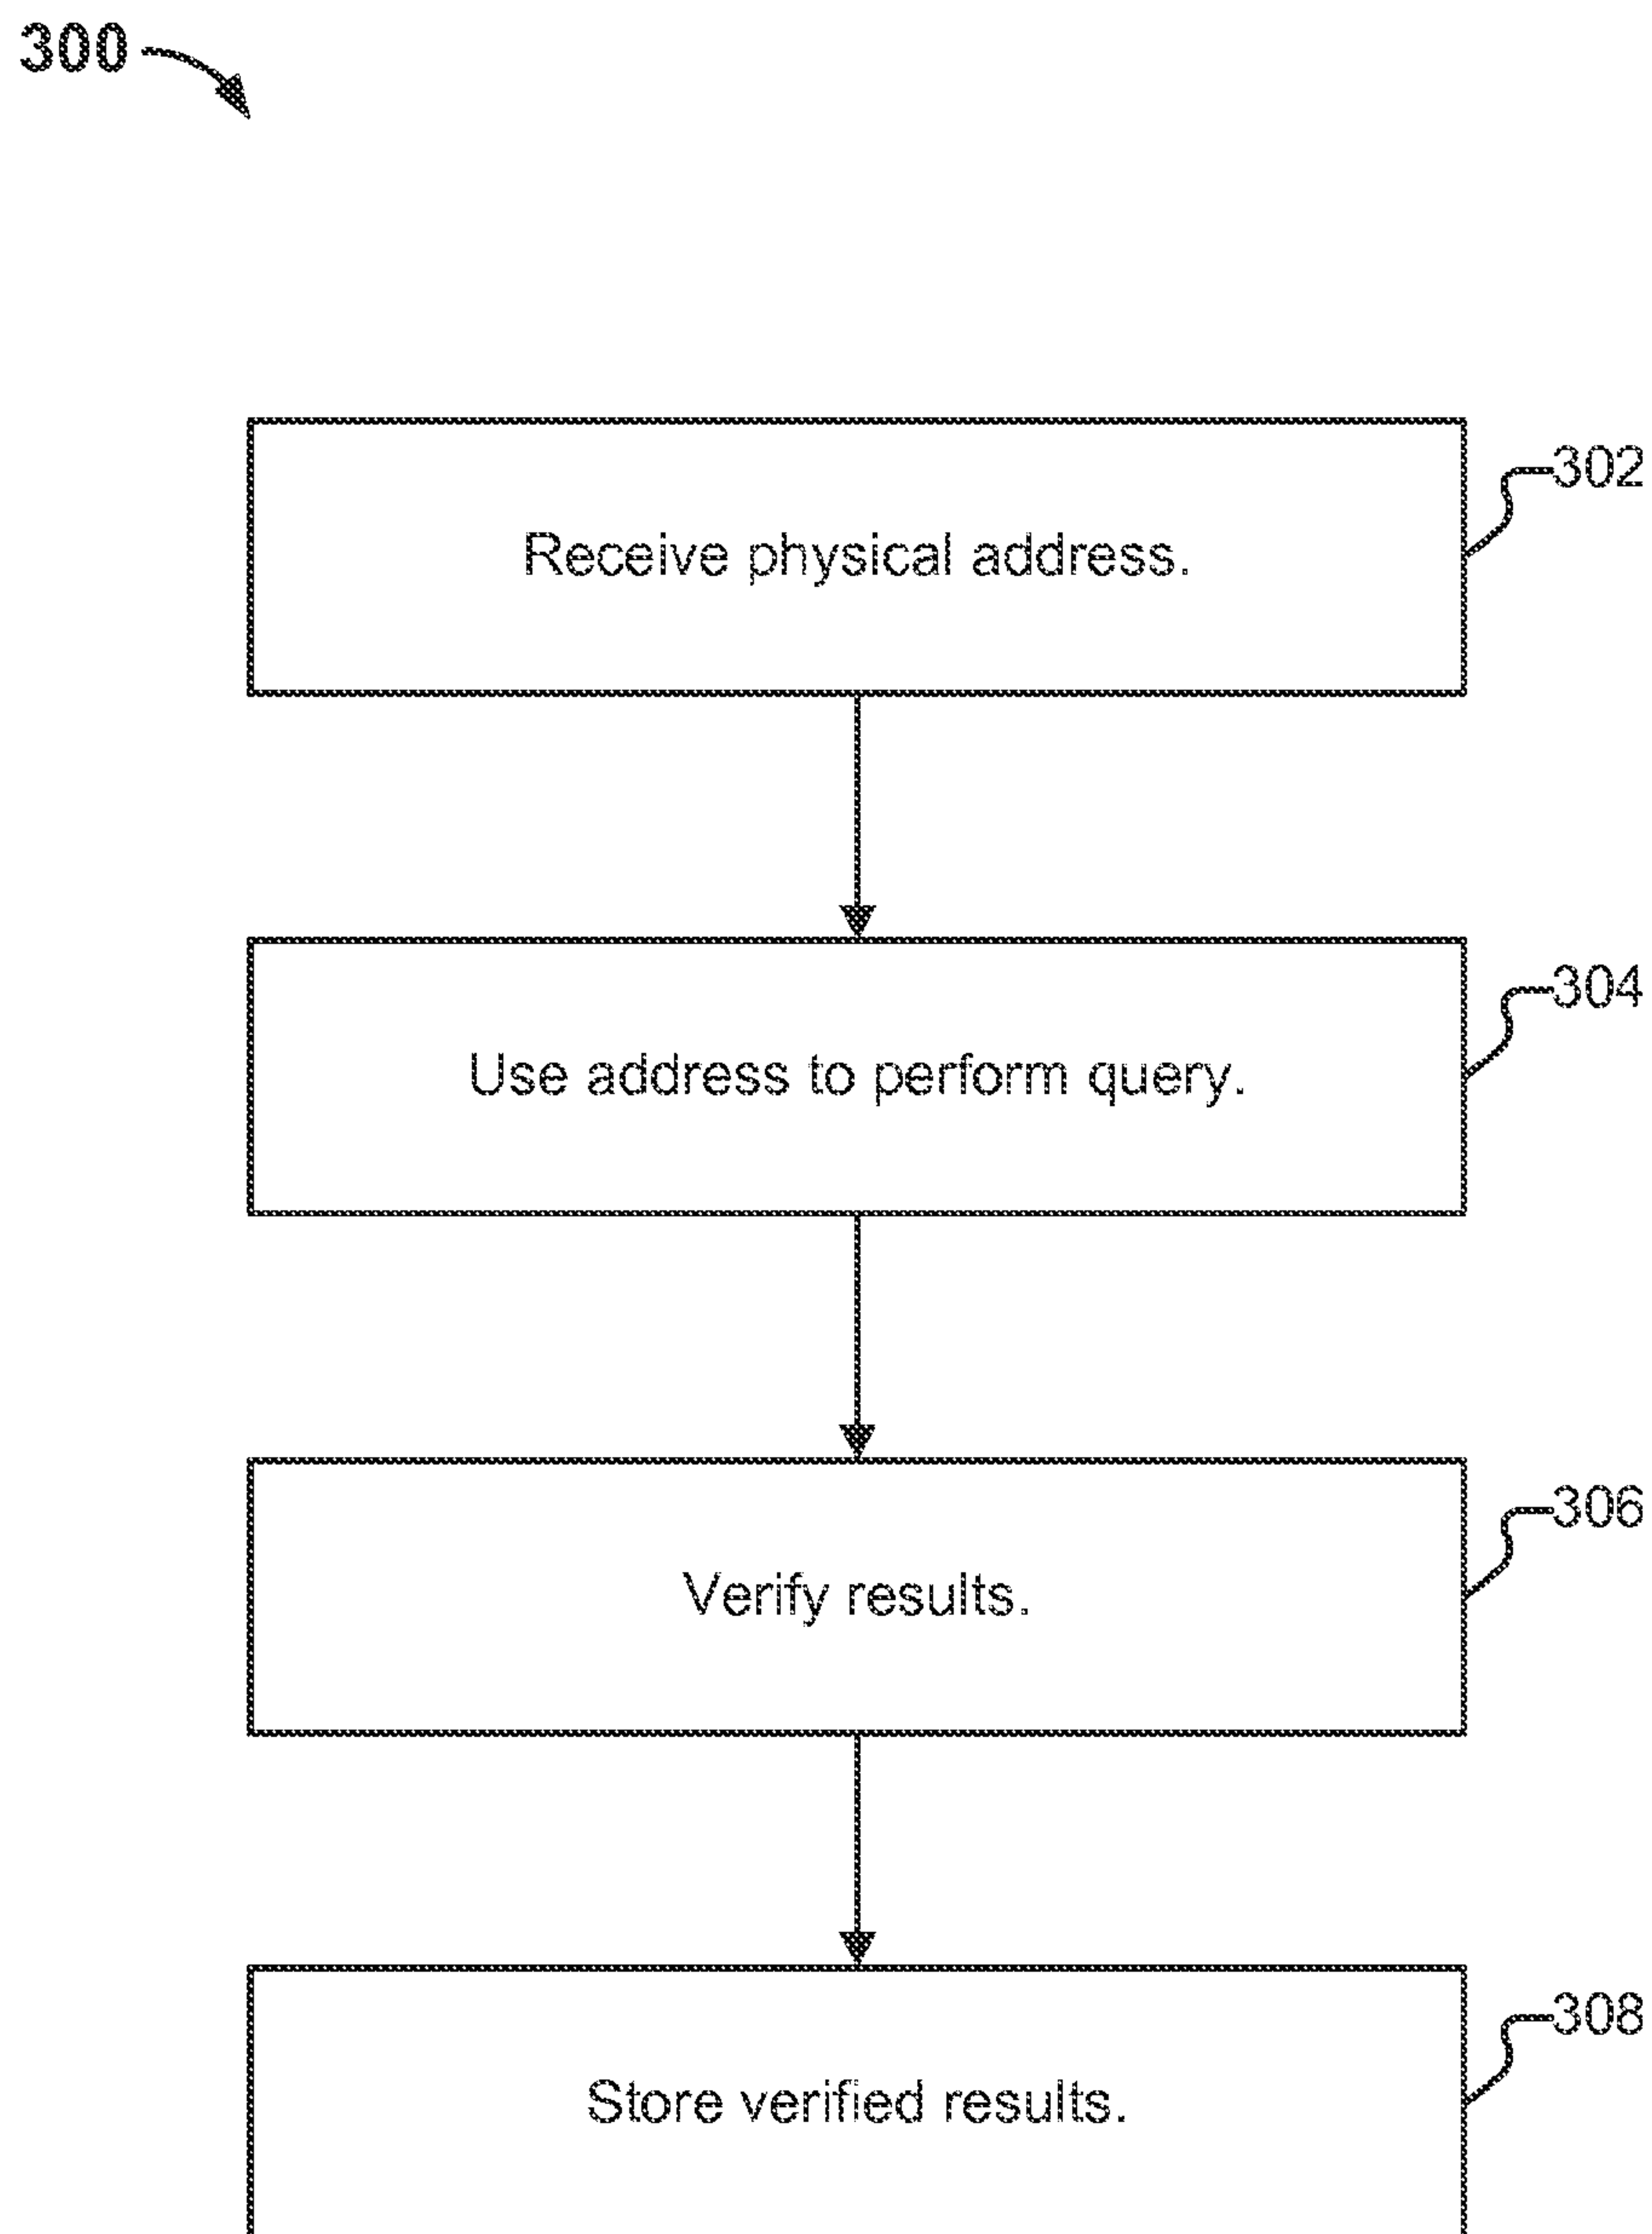 300
Receive physical address.
302
Use address to perform query.
304
Verify results.
306
Store verified results.
308